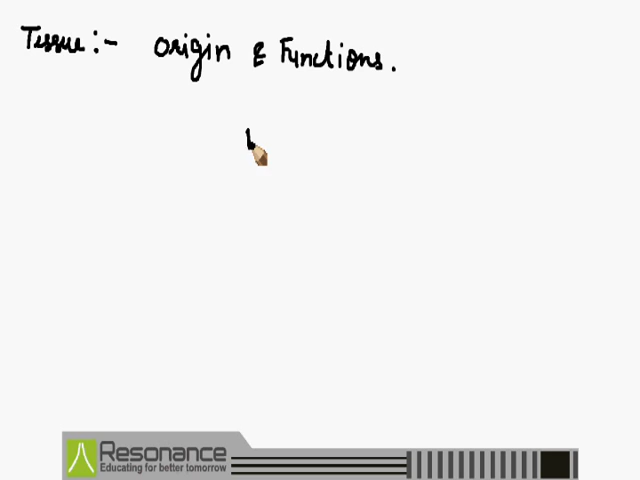 Tissue:- Origin & Functions.
Resonance
Educating for better tomorrow